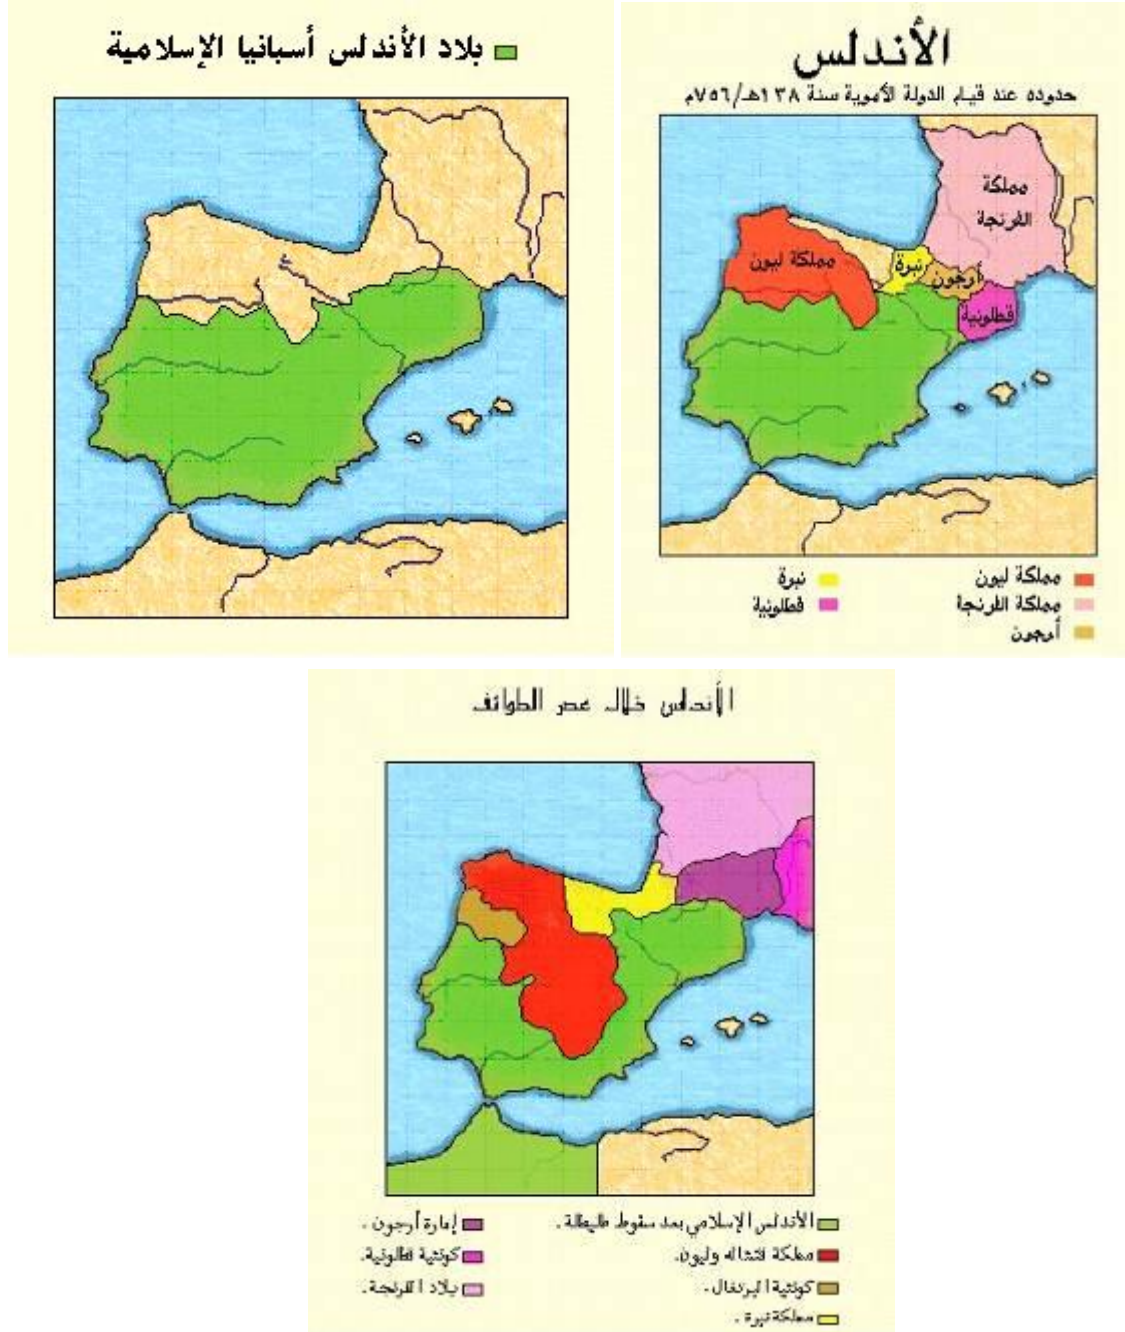 بلاد الأندلس أسبانيا الإسلامية
الأندلس
حدوده عند قيام الدولة الأموية سنة ١٣٨هـ/٧٥٦م
مملكة
الفرنجة
مملكة ليون
نبرة
أرجون
قطلونية
مملكة ليون
نبرة
مملكة الفرنجة
قطلونية
أرجون
الأندلس خلال عصر الطوائف
الأندلس الإسلامي بعد سقوط طليطلة .
إمارة أرجون .
مملكة قشتاله وليون.
كونتية قطلونية.
كونتية البرتغال.
بلاد الفرنجة.
مملكة نبرة .